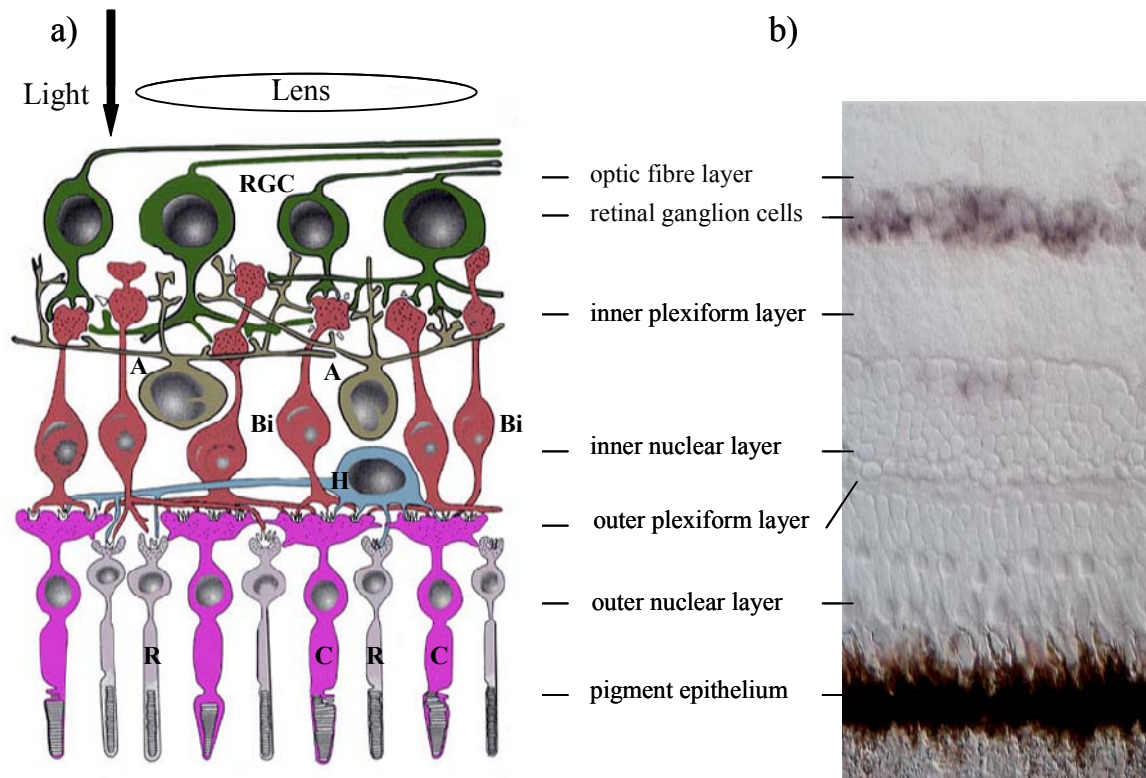 a)
b)
Light
Lens
RGC
optic fibre layer
retinal ganglion cells
inner plexiform layer
A
A
Bi
Bi
inner nuclear layer
H
outer plexiform layer
outer nuclear layer
R
C
R
C
pigment epithelium